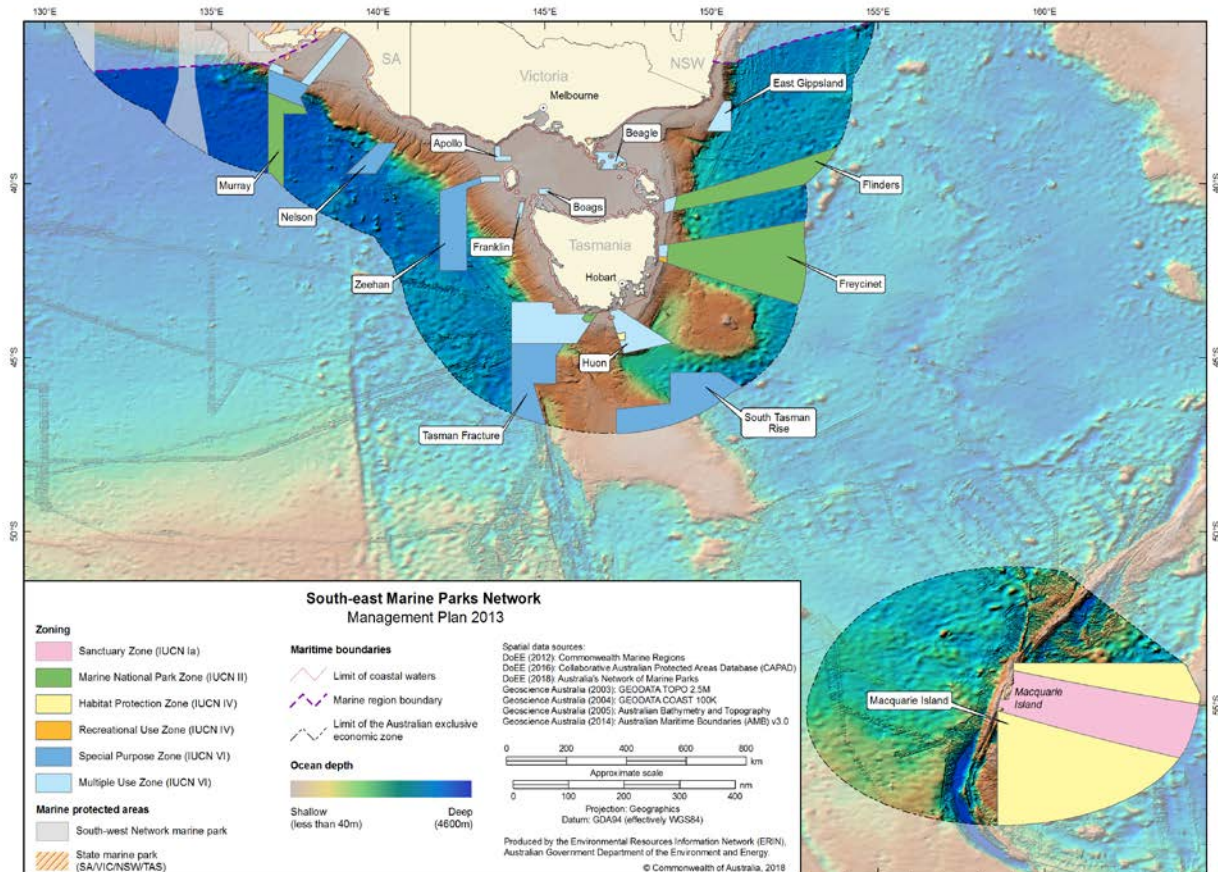 130°E
135°E
140°E
145°E
150°E
155°E
160°E
SA
Victoria
NSW
Melbourne
East Gippsland
Apollo
Beagle
40°S
Murray
Flinders
40°S
Nelson
Boags
Franklin
Tasmania
Zeehan
Hobart
Freycinet
45°S
Huon
45°S
Tasman Fracture
South Tasman
Rise
50°S
50°S
Macquarie Island
Macquarie
Island
55°S
South-east Marine Parks Network
Management Plan 2013
Zoning
Sanctuary Zone (IUCN Ia)
Marine National Park Zone (IUCN II)
Habitat Protection Zone (IUCN IV)
Recreational Use Zone (IUCN IV)
Special Purpose Zone (IUCN VI)
Multiple Use Zone (IUCN VI)
Marine protected areas
South-west Network marine park
State marine park
(SA/VIC/NSW/TAS)
Maritime boundaries
Limit of coastal waters
Marine region boundary
Limit of the Australian exclusive
economic zone
Ocean depth
Shallow
(less than 40m)
Deep
(4600m)
Spatial data sources:
DoEE (2012): Commonwealth Marine Regions
DoEE (2016): Collaborative Australian Protected Areas Database (CAPAD)
DoEE (2018): Australia's Network of Marine Parks
Geoscience Australia (2003): GEODATA TOPO 2.5M
Geoscience Australia (2004): GEODATA COAST 100K
Geoscience Australia (2005): Australian Bathymetry and Topography
Geoscience Australia (2014): Australian Maritime Boundaries (AMB) v3.0
0 200 400 600 800
km
Approximate scale
nm
0 100 200 300 400
Projection: Geographics
Datum: GDA94 (effectively WGS84)
Produced by the Environmental Resources Information Network (ERIN),
Australian Government Department of the Environment and Energy.
© Commonwealth of Australia, 2018